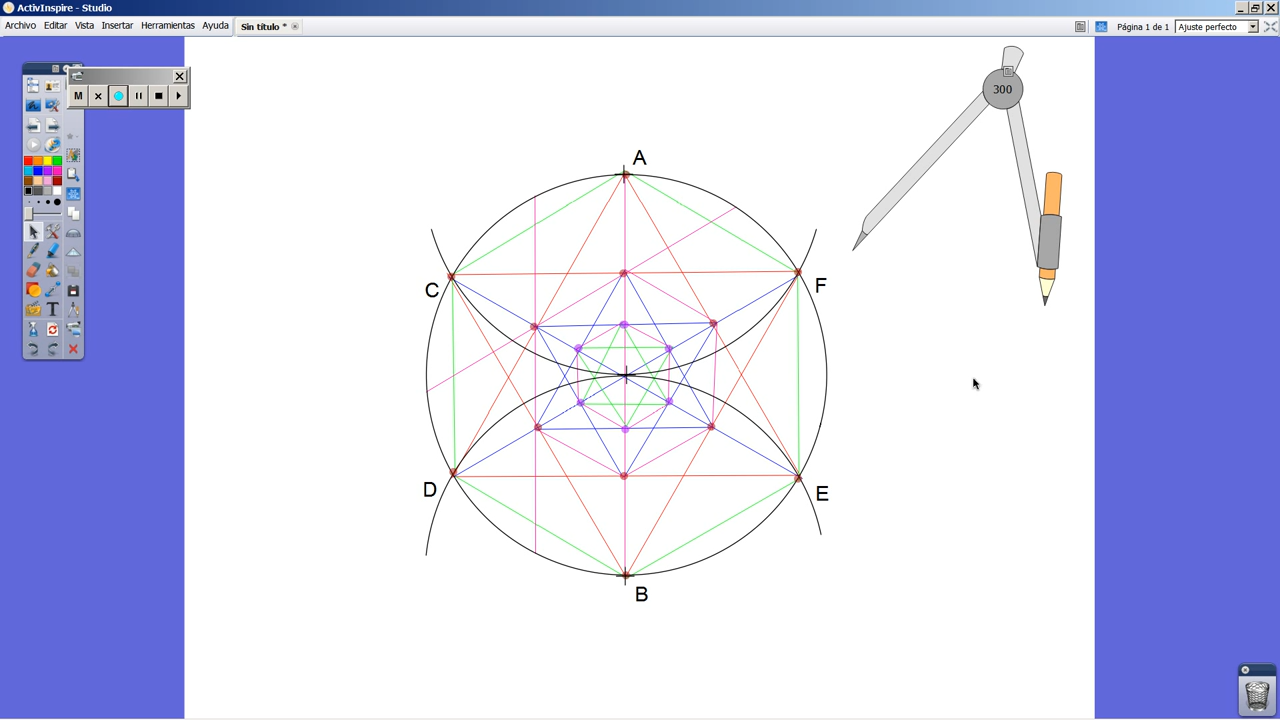 ActivInspire - Studio
Archivo Editar Vista Insertar Herramientas Ayuda
Sin título *
Página 1 de 1
Ajuste perfecto
M
T
300
A
C
F
D
E
B